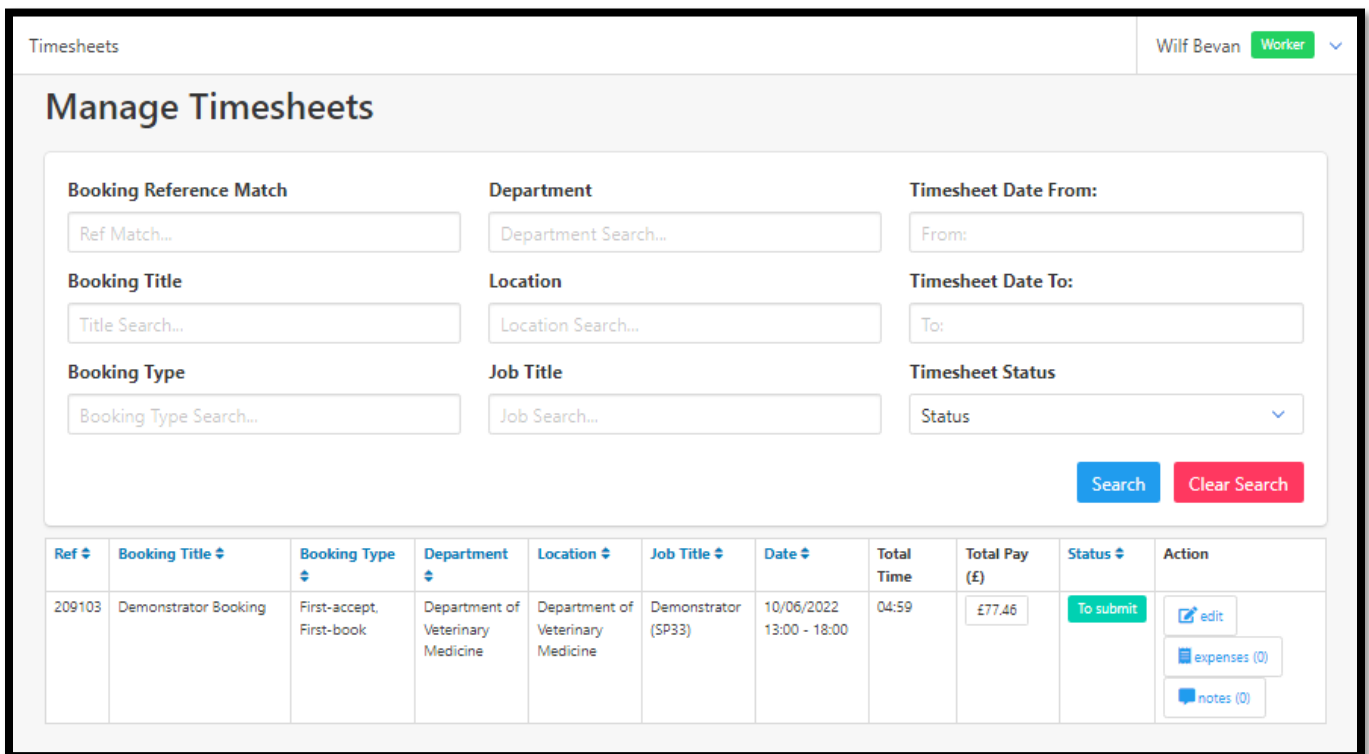 Timesheets
Wilf Bevan Worker
Manage Timesheets
Booking Reference Match
Department
Timesheet Date From:
Ref Match...
Department Search...
From:
Booking Title
Location
Timesheet Date To:
Title Search...
Location Search...
To:
Booking Type
Job Title
Timesheet Status
Booking Type Search...
Job Search...
Status
Search
Clear Search
Ref
Booking Title
Booking Type
Department
Location
Job Title
Date
Total
Time
Total Pay
(£)
Status
Action
209103
Demonstrator Booking
First-accept,
First-book
Department of
Veterinary
Medicine
Department of
Veterinary
Medicine
Demonstrator
(SP33)
10/06/2022
13:00 - 18:00
04:59
£77.46
To submit
edit
expenses (0)
notes (0)